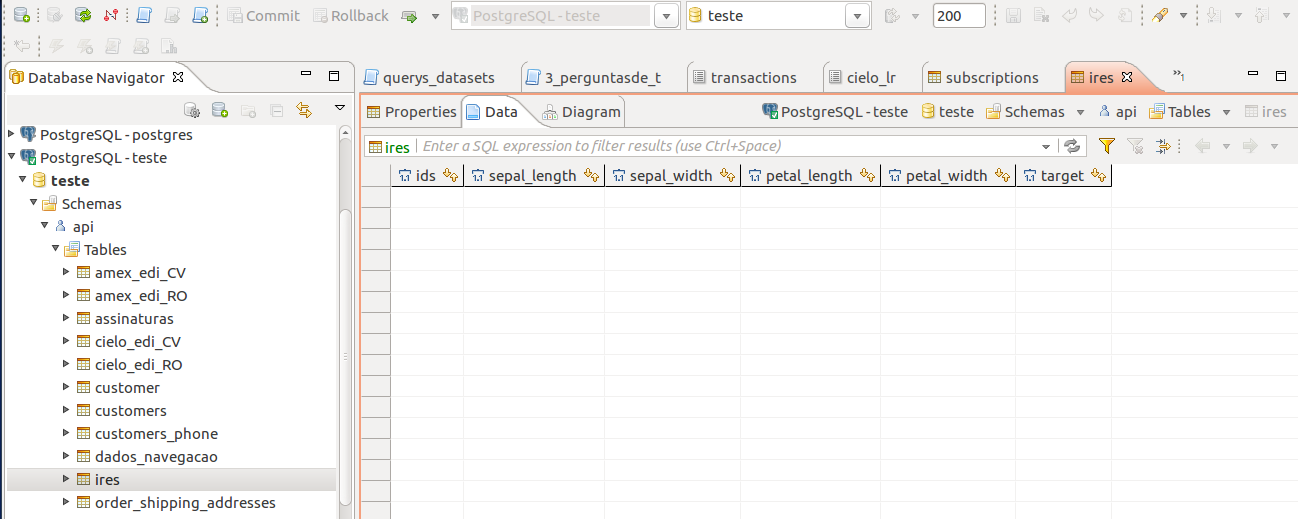 Commit Rollback PostgreSQL - teste teste 200
Database Navigator querys_datasets 3_perguntasde_t transactions cielo_lr subscriptions ires »1
Properties Data Diagram PostgreSQL - teste teste Schemas api Tables ires
ires Enter a SQL expression to filter results (use Ctrl+Space)
ids sepal_length sepal_width petal_length petal_width target
PostgreSQL - postgres
PostgreSQL - teste
teste
Schemas
api
Tables
amex_edi_CV
amex_edi_RO
assinaturas
cielo_edi_CV
cielo_edi_RO
customer
customers
customers_phone
dados_navegacao
ires
order_shipping_addresses